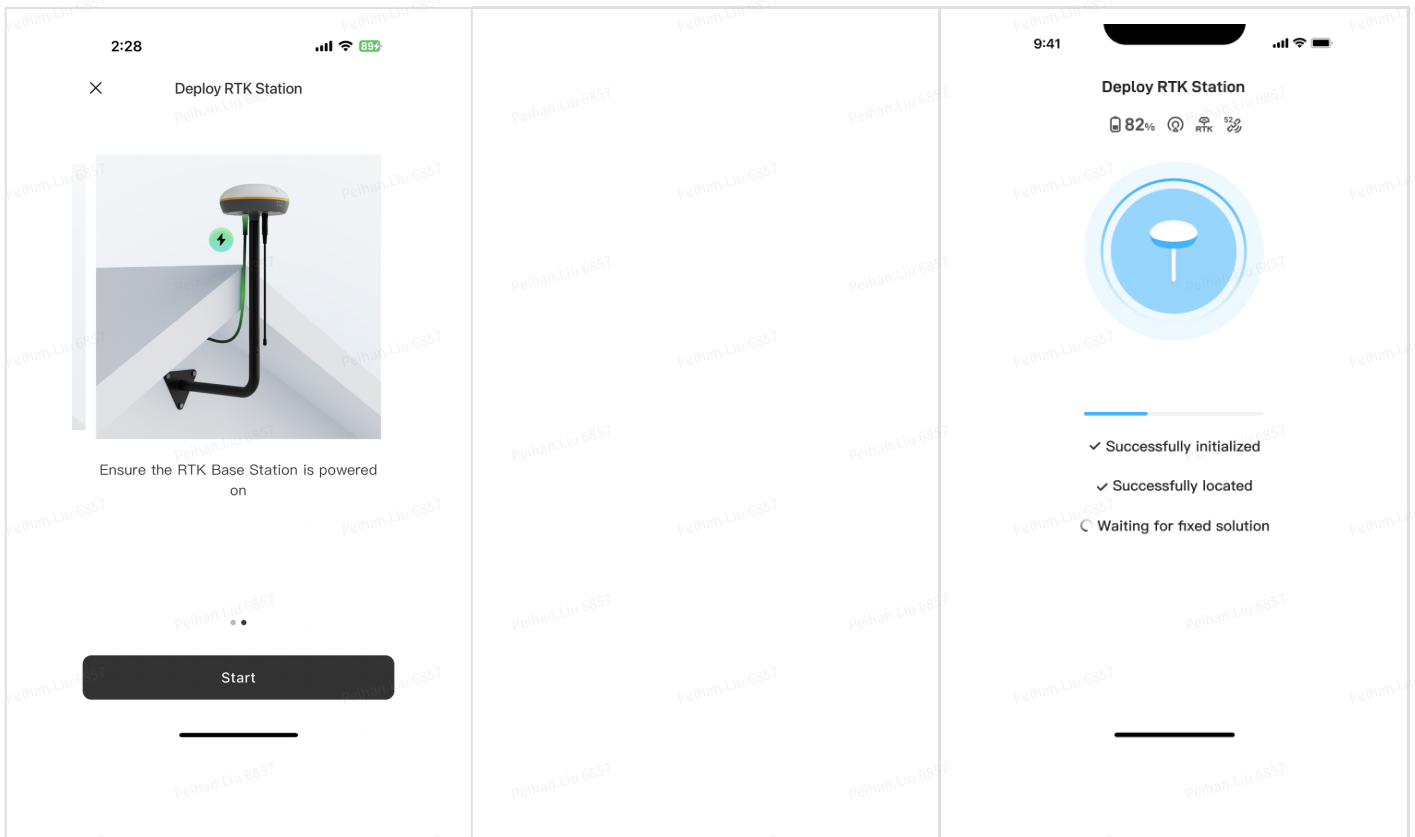 2:28
89
Deploy RTK Station
Ensure the RTK Base Station is powered
on
Start
9:41
Deploy RTK Station
82%
RTK
52
Successfully initialized
Successfully located
Waiting for fixed solution
Peihan.Liu 6857